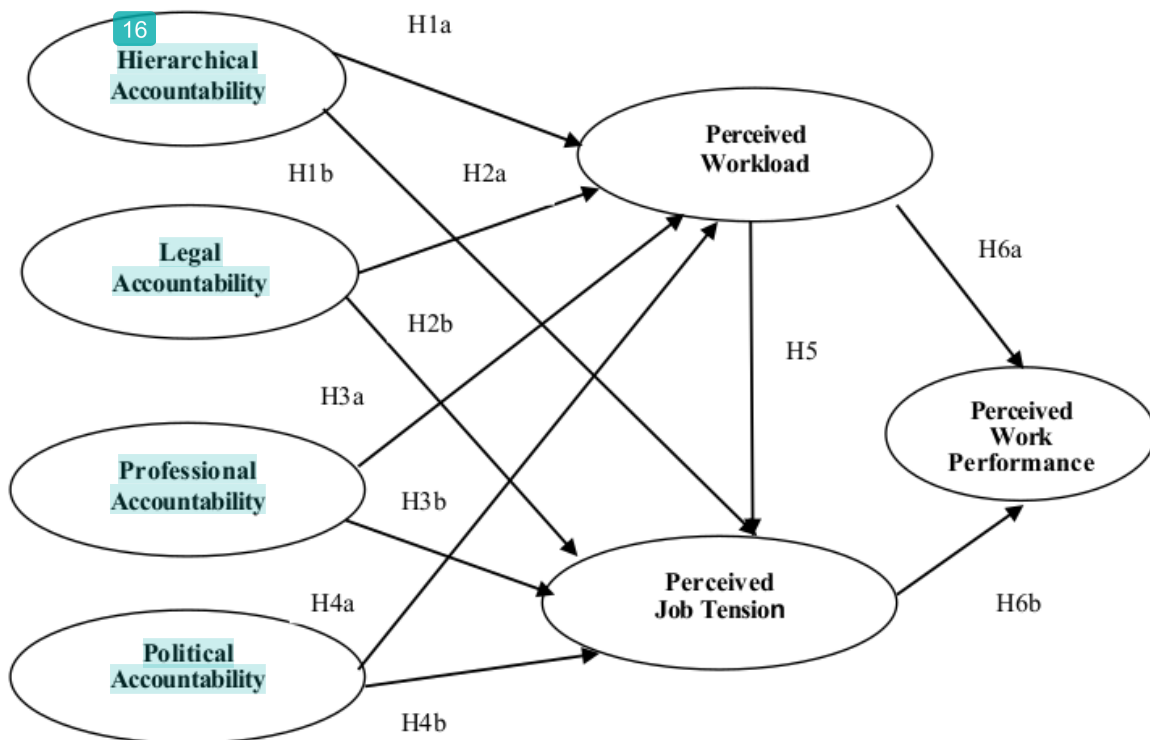 16
Hierarchical
Accountability
H1a
Perceived
Workload
H1b
H2a
Legal
Accountability
H6a
H2b
H5
H3a
Perceived
Work
Performance
Professional
Accountability
H3b
Perceived
Job Tension
H4a
H6b
Political
Accountability
H4b